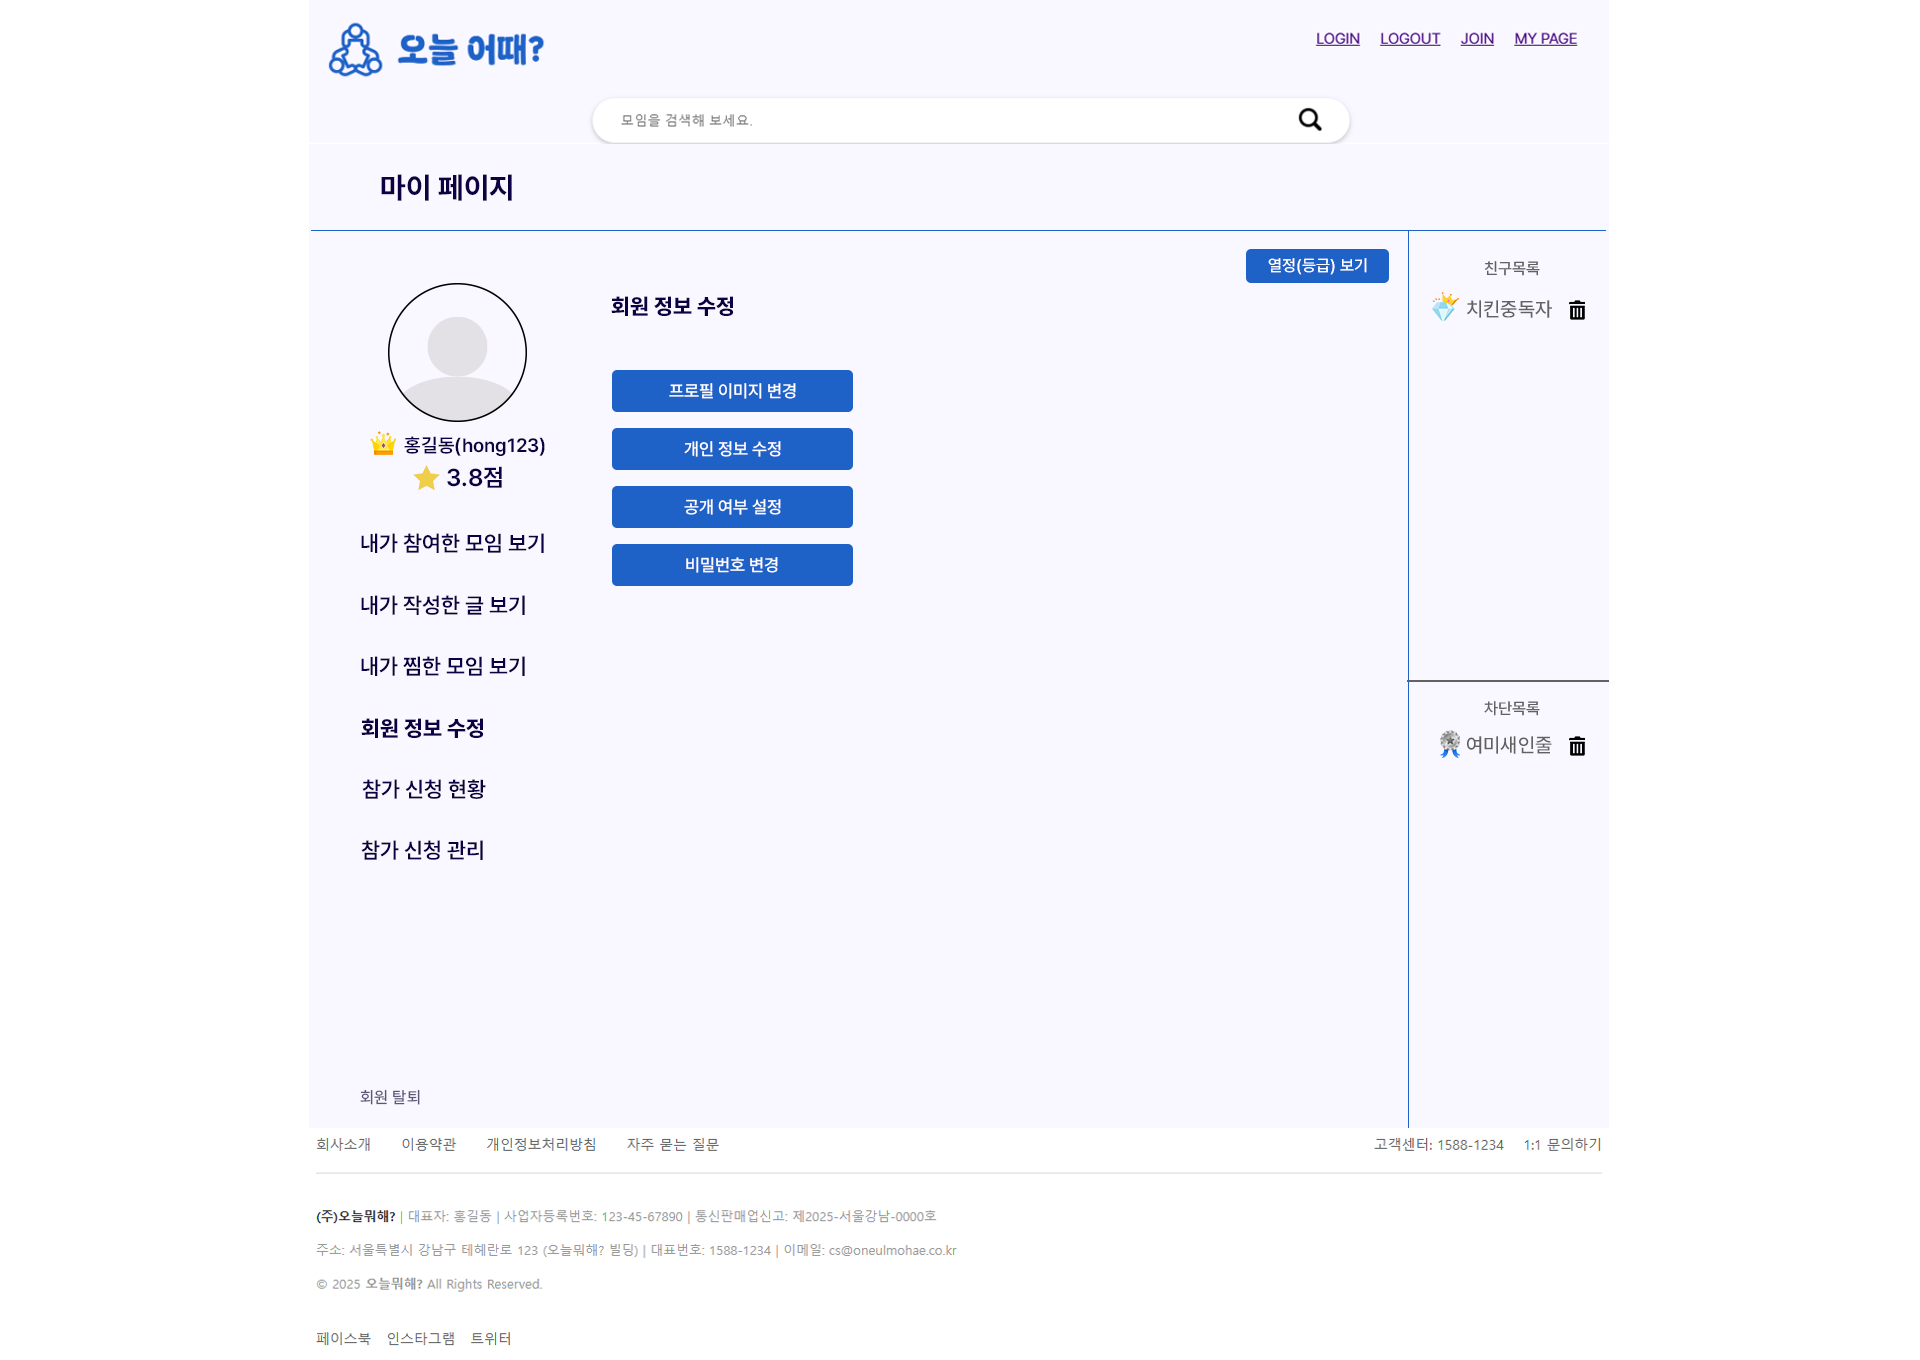 오늘 어때?
LOGIN LOGOUT JOIN MY PAGE
모임을 검색해 보세요.
마이 페이지
열정(등급) 보기
홍길동(hong123)
3.8점
내가 참여한 모임 보기
내가 작성한 글 보기
내가 찜한 모임 보기
회원 정보 수정
참가 신청 현황
참가 신청 관리
회원 탈퇴
회원 정보 수정
프로필 이미지 변경
개인 정보 수정
공개 여부 설정
비밀번호 변경
친구목록
치킨중독자
차단목록
여미새인줄
회사소개 이용약관 개인정보처리방침 자주 묻는 질문 고객센터: 1588-1234 1:1 문의하기
(주)오늘뭐해? | 대표자: 홍길동 | 사업자등록번호: 123-45-67890 | 통신판매업신고: 제2025-서울강남-0000호
주소: 서울특별시 강남구 테헤란로 123 (오늘뭐해? 빌딩) | 대표번호: 1588-1234 | 이메일: cs@oneulmohae.co.kr
© 2025 오늘뭐해? All Rights Reserved.
페이스북 인스타그램 트위터